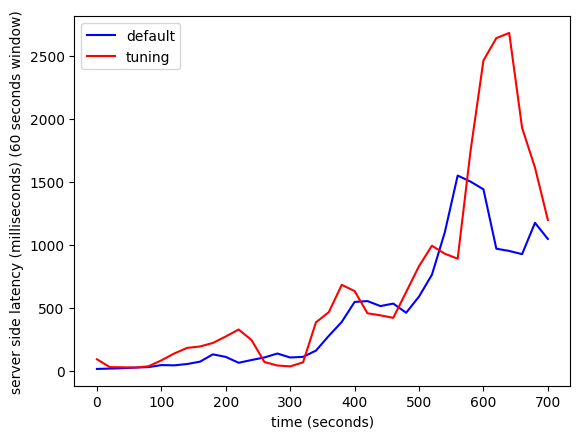 default
tuning
server side latency (milliseconds) (60 seconds window)
2500
2000
1500
1000
500
0
0 100 200 300 400 500 600 700
time (seconds)